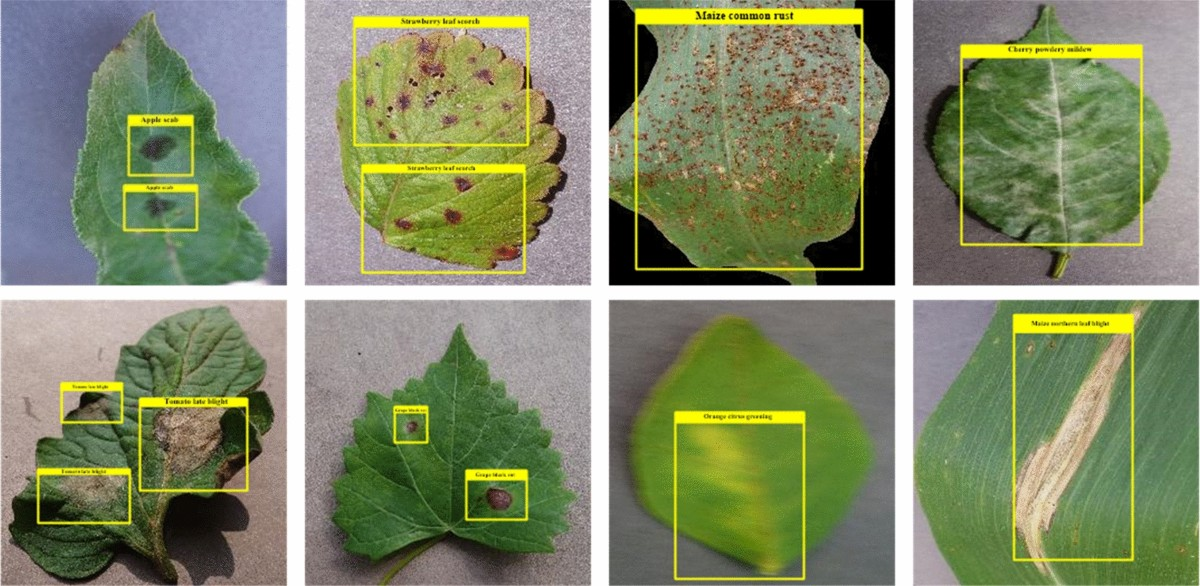 Apple scab
Apple scab
Strawberry leaf scorch
Strawberry leaf scorch
Maize common rust
Cherry powdery mildew
Tomato late blight
Tomato late blight
Tomato late blight
Grape black rot
Grape black rot
Orange citrus greening
Maize northern leaf blight